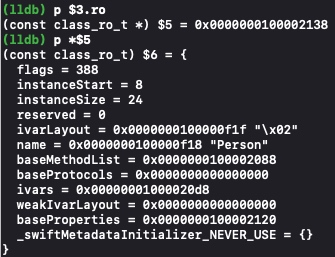 (lldb) p $3.ro
(const class_ro_t *) $5 = 0x0000000100002138
(lldb) p *$5
(const class_ro_t) $6 = {
  flags = 388
  instanceStart = 8
  instanceSize = 24
  reserved = 0
  ivarLayout = 0x0000000100000f1f "\x02"
  name = 0x0000000100000f18 "Person"
  baseMethodList = 0x0000000100002088
  baseProtocols = 0x0000000000000000
  ivars = 0x00000001000020d8
  weakIvarLayout = 0x0000000000000000
  baseProperties = 0x0000000100002120
  _swiftMetadataInitializer_NEVER_USE = {}
}